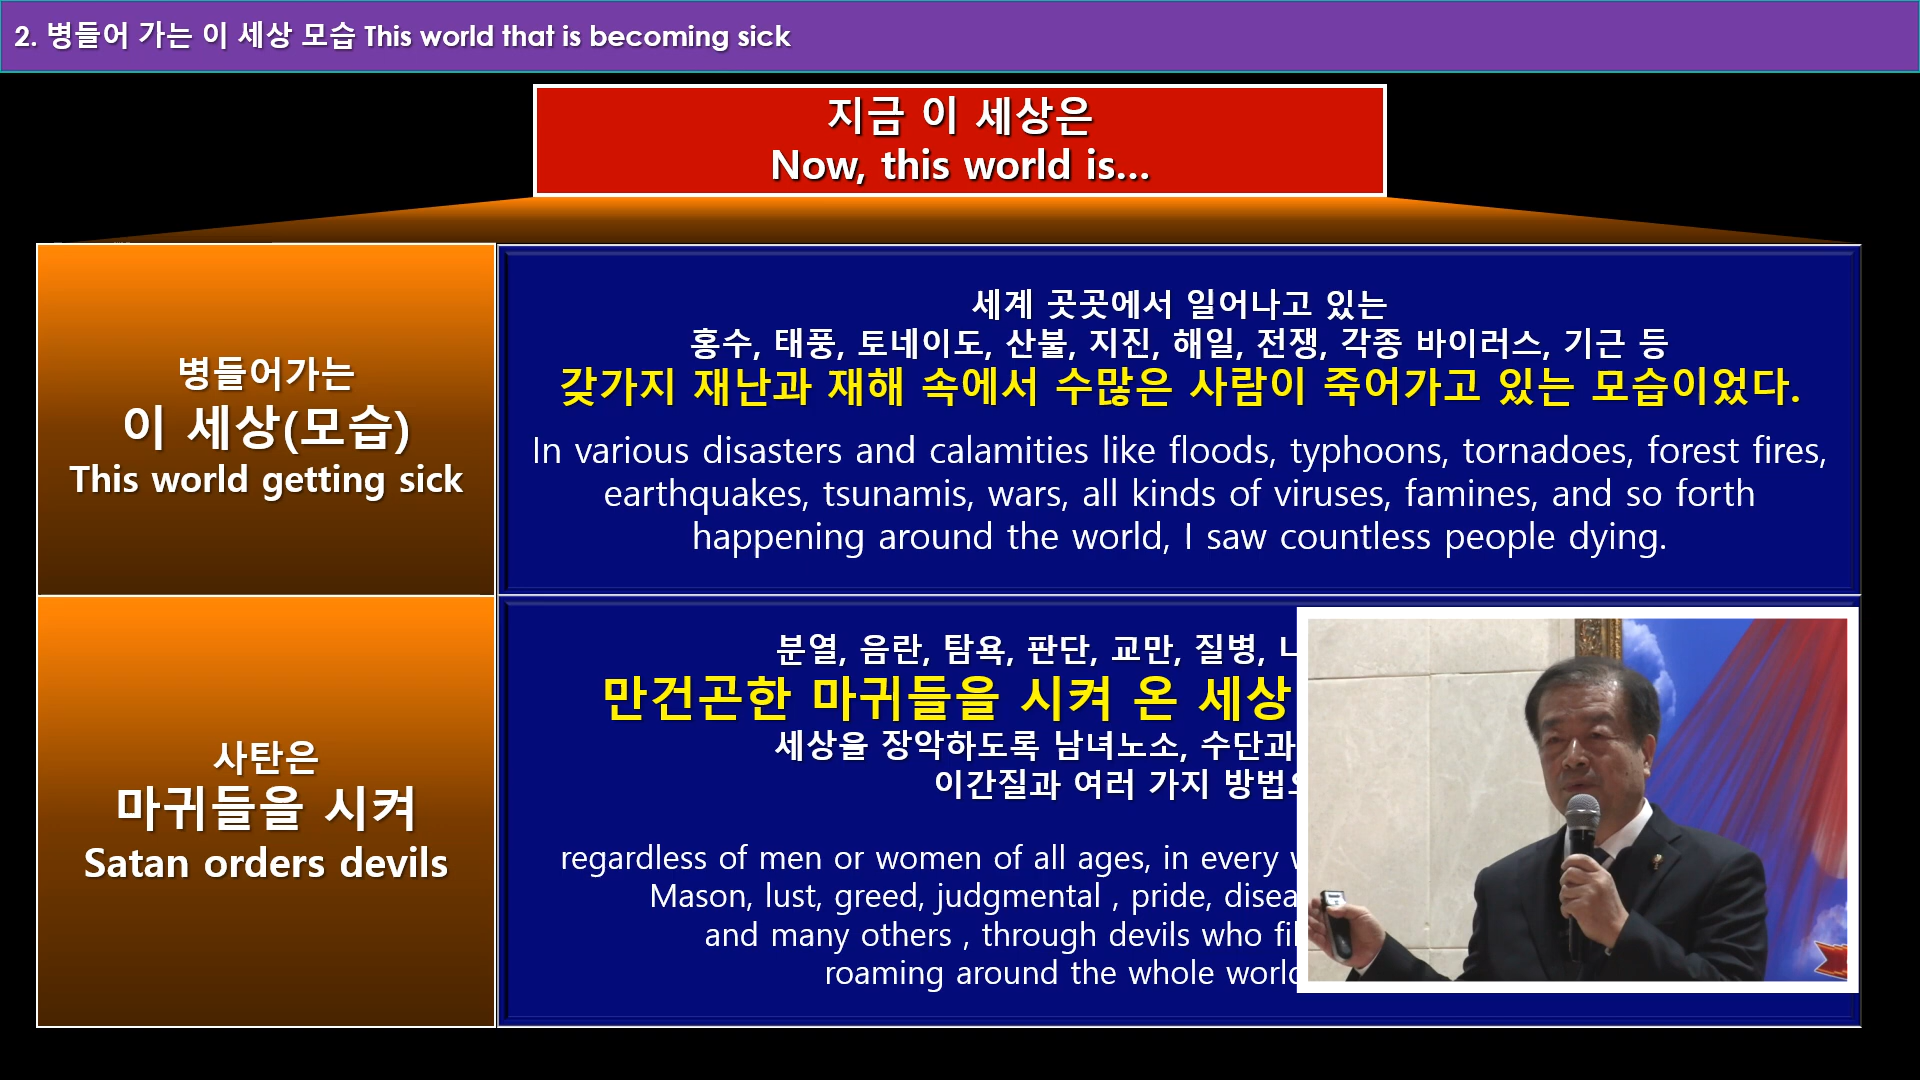 2. 병들어 가는 이 세상 모습 This world that is becoming sick
지금 이 세상은
Now, this world is...
병들어가는
이 세상(모습)
This world getting sick
세계 곳곳에서 일어나고 있는
홍수, 태풍, 토네이도, 산불, 지진, 해일, 전쟁, 각종 바이러스, 기근 등
갖가지 재난과 재해 속에서 수많은 사람이 죽어가고 있는 모습이었다.
In various disasters and calamities like floods, typhoons, tornadoes, forest fires,
earthquakes, tsunamis, wars, all kinds of viruses, famines, and so forth
happening around the world, I saw countless people dying.
사탄은
마귀들을 시켜
Satan orders devils
분열, 음란, 탐욕, 판단, 교만, 질병,
만건곤한 마귀들을 시켜 온 세상
세상을 장악하도록 남녀노소, 수단과
이간질과 여러 가지
regardless of men or women of all ages, in every
Mason, lust, greed, judgmental , pride,
and many others , through devils who
roaming around the whole